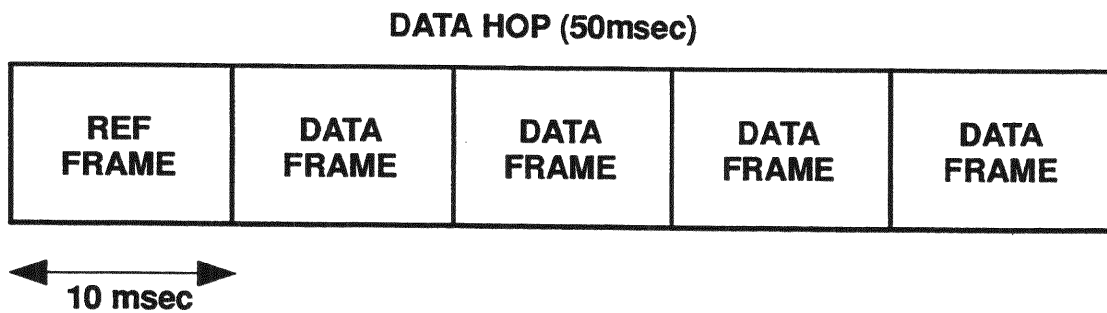 DATA HOP (50msec)
REF
FRAME
DATA
FRAME
DATA
FRAME
DATA
FRAME
DATA
FRAME
10 msec